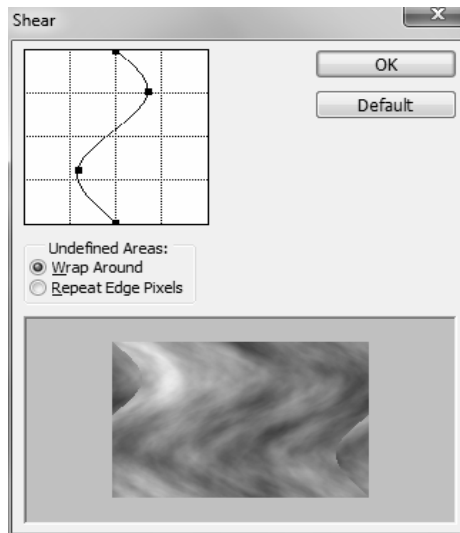 Shear
OK
Default
Undefined Areas:
Wrap Around
Repeat Edge Pixels